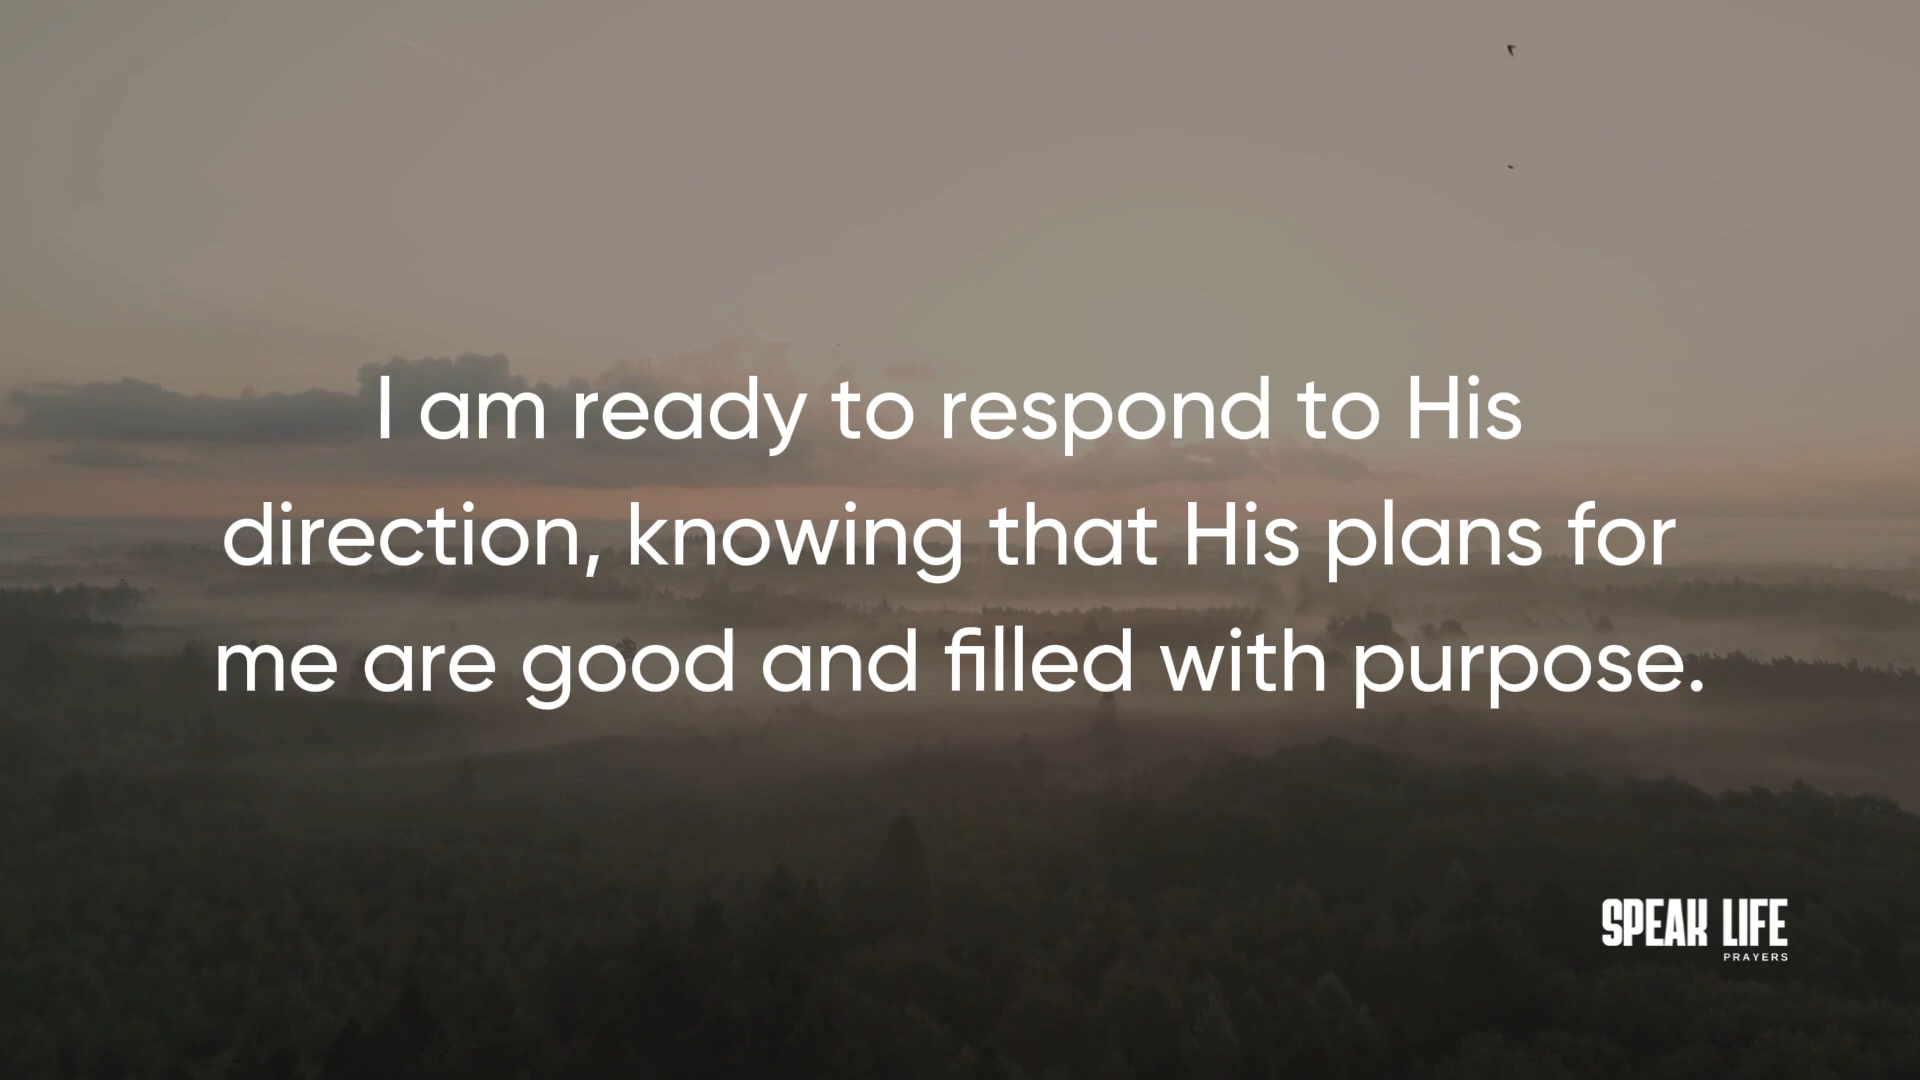 I am ready to respond to His
direction, knowing that His plans for
me are good and filled with purpose.
SPEAK LIFE
PRAYERS